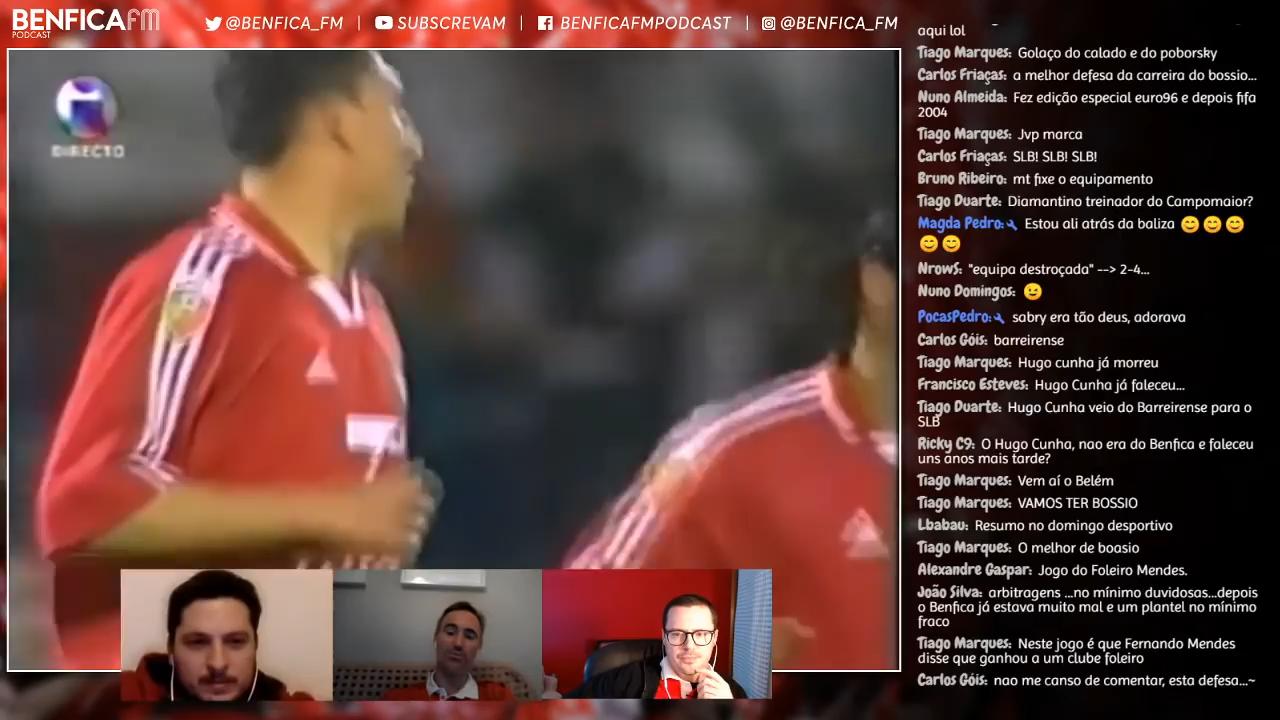 BENFICAFM
PODCAST
@BENFICA_FM | SUBSCREVAM | BENFICAFMPODCAST | @BENFICA_FM
DIRECTO
aqui lol
Tiago Marques: Golaço do calado e do poborsky
Carlos Friaças: a melhor defesa da carreira do bossio...
Nuno Almeida: Fez edição especial euro96 e depois fifa
2004
Tiago Marques: Jvp marca
Carlos Friaças: SLB! SLB! SLB!
Bruno Ribeiro: mt fixe o equipamento
Tiago Duarte: Diamantino treinador do Campomaior?
Magda Pedro: Estou ali atrás da baliza 😊 😊 😊
😊 😊
NrowS: "equipa destroçada" --> 2-4...
Nuno Domingos: 😉
PocasPedro: sabry era tão deus, adorava
Carlos Góis: barreirense
Tiago Marques: Hugo cunha já morreu
Francisco Esteves: Hugo Cunha já faleceu...
Tiago Duarte: Hugo Cunha veio do Barreirense para o
SLB
Ricky C9: O Hugo Cunha, nao era do Benfica e faleceu
uns anos mais tarde?
Tiago Marques: Vem aí o Belém
Tiago Marques: VAMOS TER BOSSIO
Lbabau: Resumo no domingo desportivo
Tiago Marques: O melhor de boasio
Alexandre Gaspar: Jogo do Foleiro Mendes.
João Silva: arbitragens ...no mínimo duvidosas...depois
o Benfica já estava muito mal e um plantel no mínimo
fraco
Tiago Marques: Neste jogo é que Fernando Mendes
disse que ganhou a um clube foleiro
Carlos Góis: nao me canso de comentar, esta defesa...~